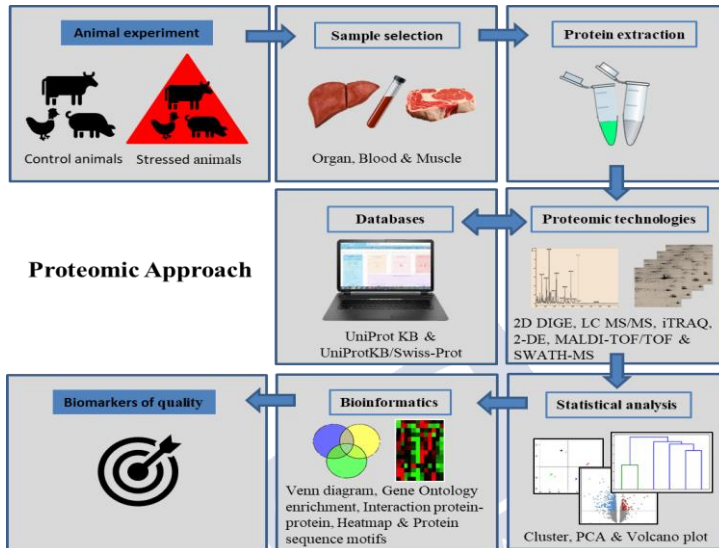 Animal experiment
Control animals
Stressed animals
Sample selection
Organ, Blood & Muscle
Protein extraction
Proteomic Approach
Databases
UniProt KB &
UniProtKB/Swiss-Prot
Proteomic technologies
2D DIGE, LC MS/MS, iTRAQ,
2-DE, MALDI-TOF/TOF &
SWATH-MS
Biomarkers of quality
Bioinformatics
Venn diagram, Gene Ontology
enrichment, Interaction protein-
protein, Heatmap & Protein
sequence motifs
Statistical analysis
Cluster, PCA & Volcano plot